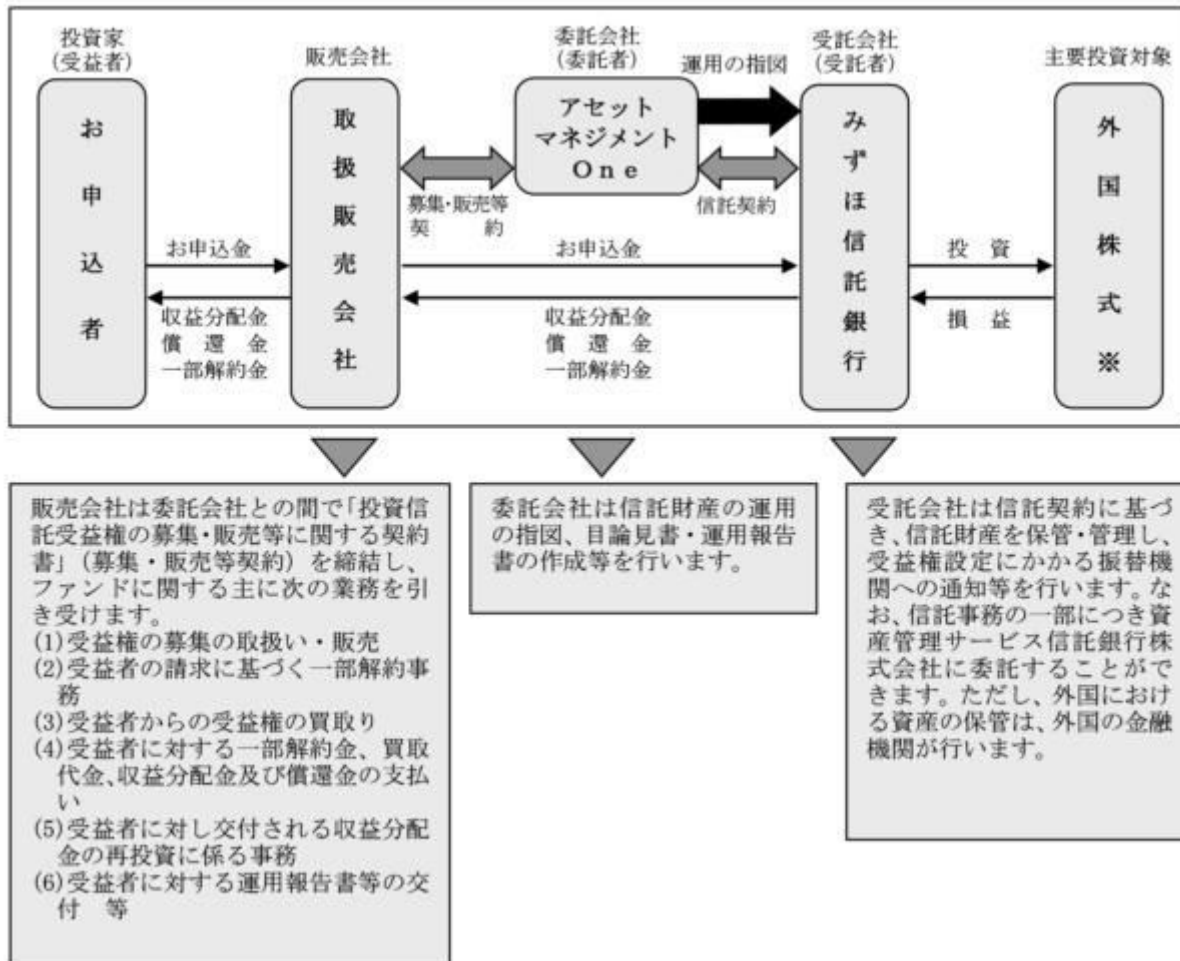 投資家
(受益者)
販売会社
委託会社
(委託者)
運用の指図
受託会社
(受託者)
主要投資対象
お申込者
取扱販売会社
アセット
マネジメント
One
みずほ信託銀行
外国株式※
募集・販売等
契　　　約
信託契約
お申込金
お申込金
投　資
収益分配金
償　還　金
一部解約金
収益分配金
償　還　金
一部解約金
損　益
販売会社は委託会社との間で「投資信
託受益権の募集・販売等に関する契約
書」（募集・販売等契約）を締結し、
ファンドに関する主に次の業務を引
き受けます。
(1)受益権の募集の取扱い・販売
(2)受益者の請求に基づく一部解約事
務
(3)受益者からの受益権の買取り
(4)受益者に対する一部解約金、買取
代金、収益分配金及び償還金の支払
い
(5)受益者に対し交付される収益分配
金の再投資に係る事務
(6)受益者に対する運用報告書等の交
付　等
委託会社は信託財産の運用
の指図、目論見書・運用報告
書の作成等を行います。
受託会社は信託契約に基づ
き、信託財産を保管・管理し、
受益権設定にかかる振替機
関への通知等を行います。な
お、信託事務の一部につき資
産管理サービス信託銀行株
式会社に委託することがで
きます。ただし、外国におけ
る資産の保管は、外国の金融
機関が行います。